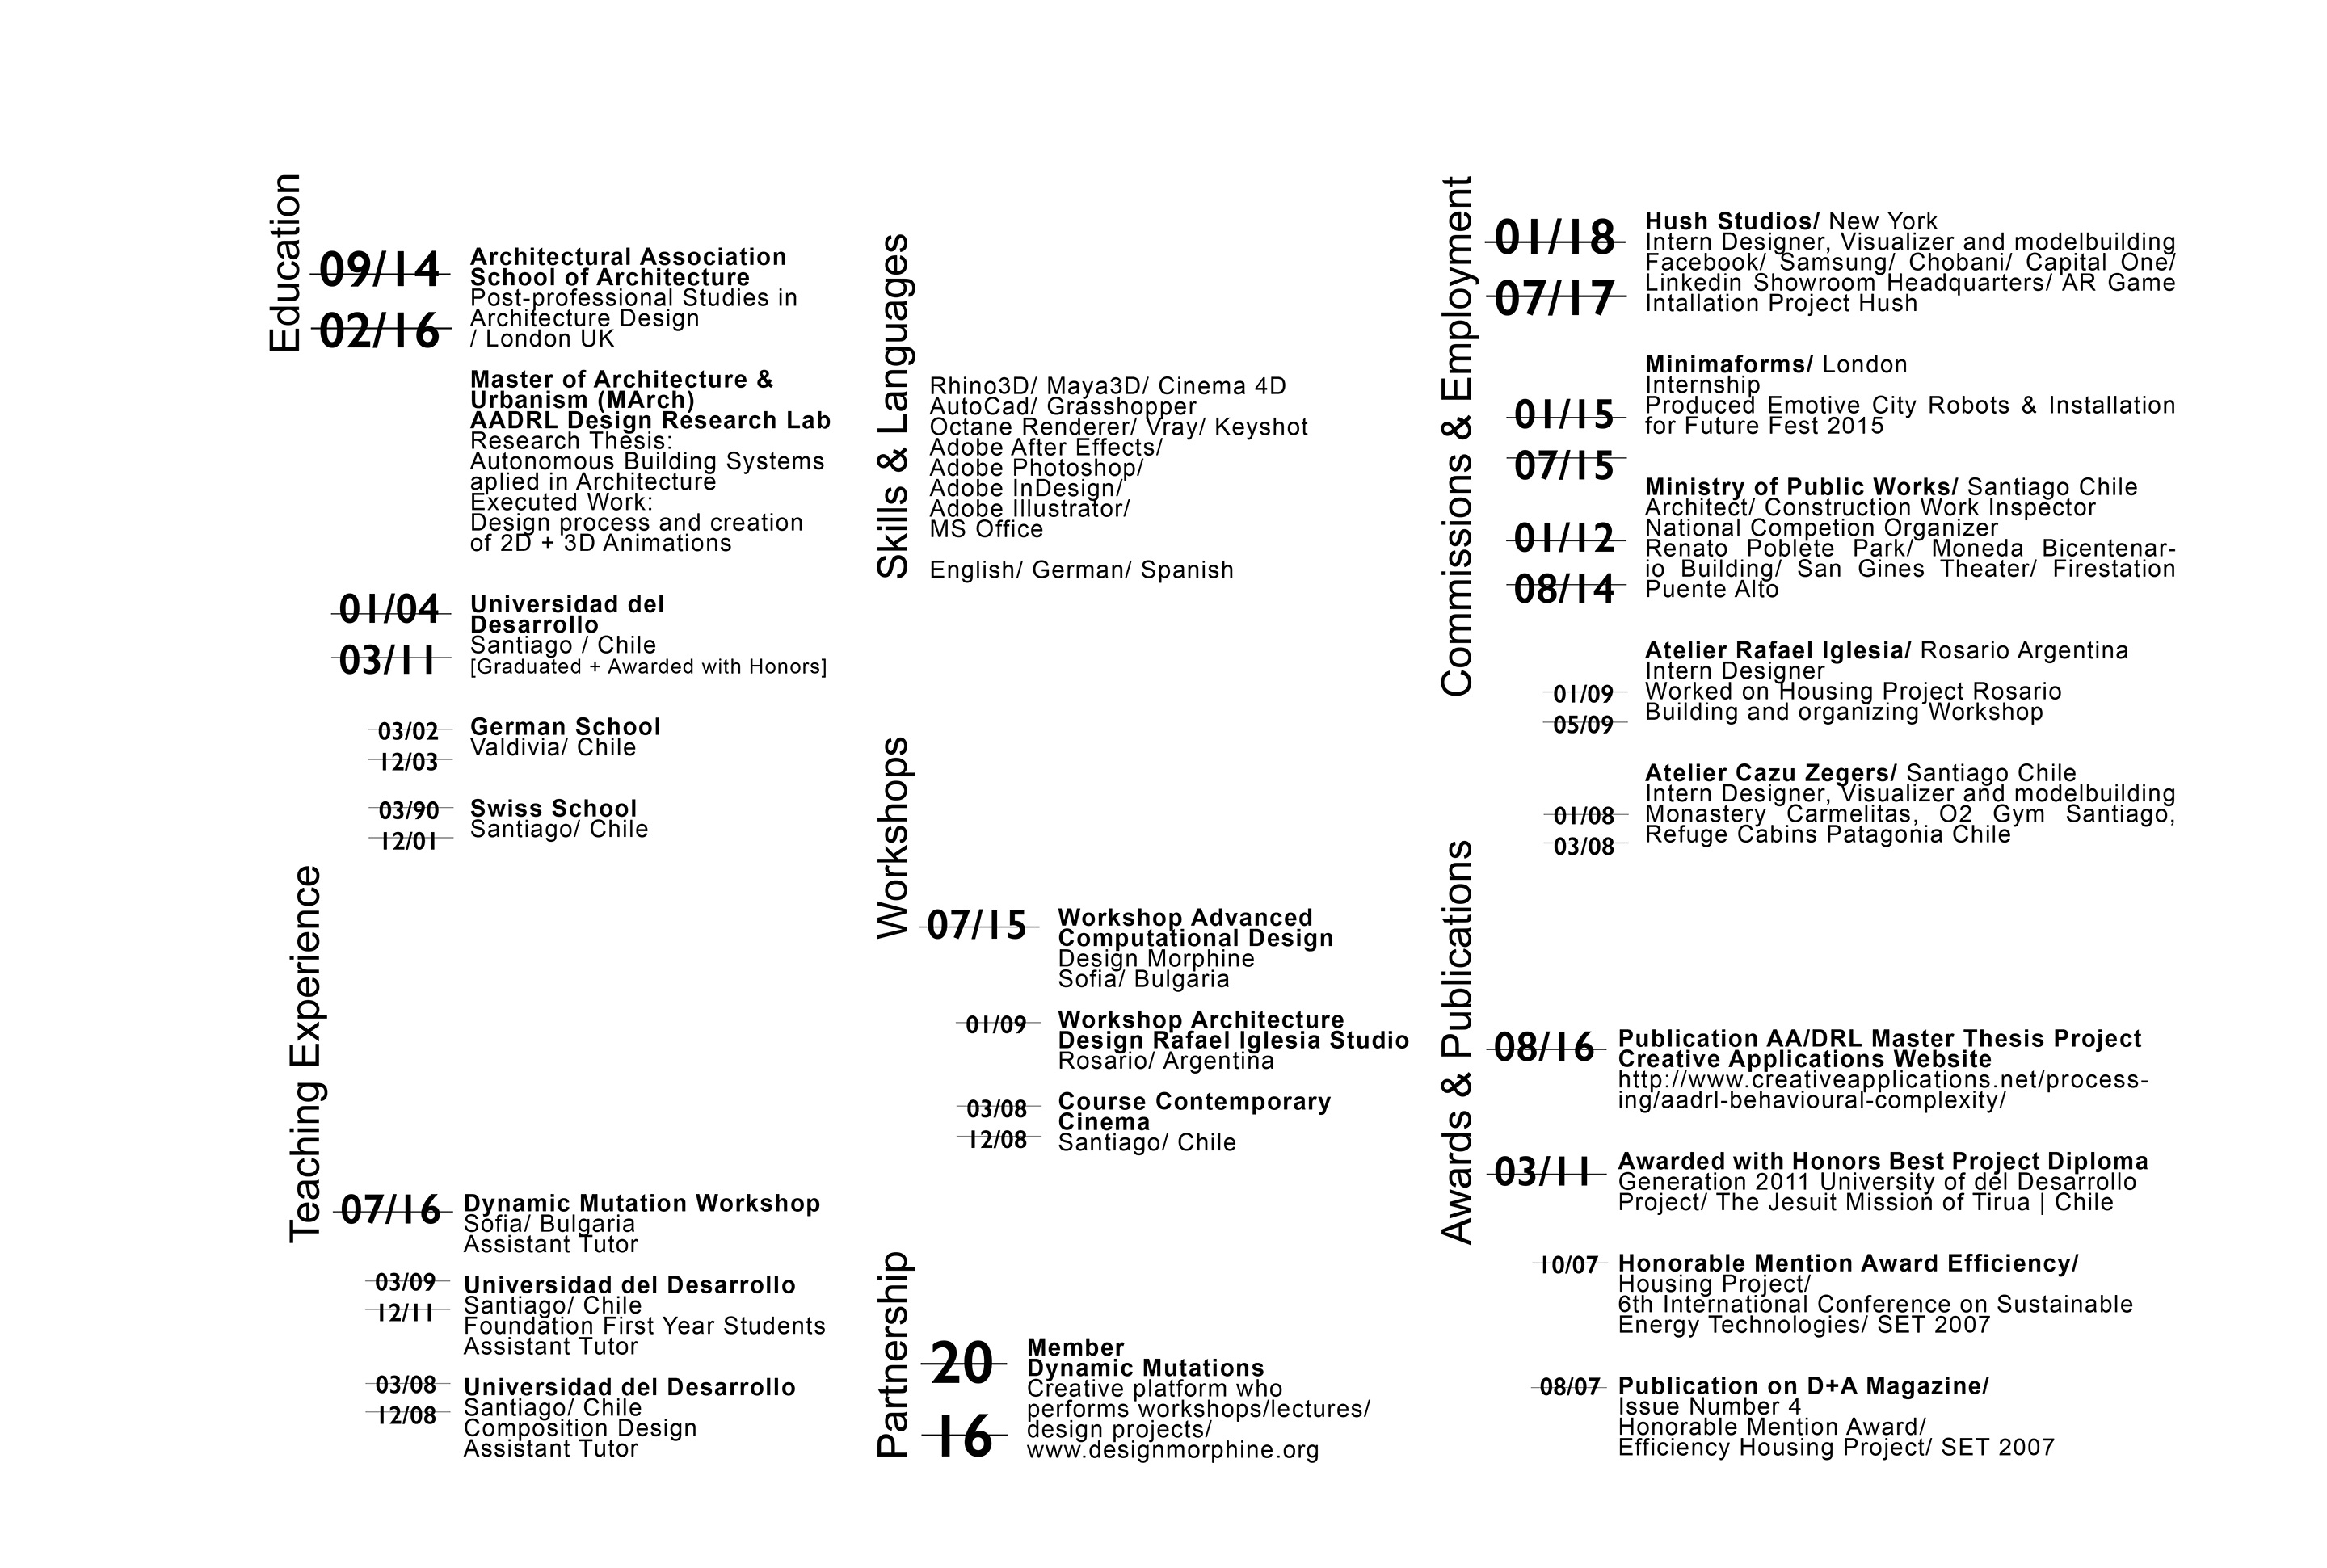 Education
09/14
02/16
Architectural Association
School of Architecture
Post-professional Studies in
Architecture Design
/ London UK
Master of Architecture &
Urbanism (MArch)
AADRL Design Research Lab
Research Thesis:
Autonomous Building Systems
aplied in Architecture
Executed Work:
Design process and creation
of 2D + 3D Animations
01/04
03/11
Universidad del
Desarrollo
Santiago / Chile
[Graduated + Awarded with Honors]
03/02
12/03
German School
Valdivia/ Chile
03/90
12/01
Swiss School
Santiago/ Chile
Teaching Experience
07/16
Dynamic Mutation Workshop
Sofia/ Bulgaria
Assistant Tutor
03/09
12/11
Universidad del Desarrollo
Santiago/ Chile
Foundation First Year Students
Assistant Tutor
03/08
12/08
Universidad del Desarrollo
Santiago/ Chile
Composition Design
Assistant Tutor
Skills & Languages
Rhino3D/ Maya3D/ Cinema 4D
AutoCad/ Grasshopper
Octane Renderer/ Vray/ Keyshot
Adobe After Effects/
Adobe Photoshop/
Adobe InDesign/
Adobe Illustrator/
MS Office
English/ German/ Spanish
Workshops
07/15
Workshop Advanced
Computational Design
Design Morphine
Sofia/ Bulgaria
01/09
Workshop Architecture
Design Rafael Iglesia Studio
Rosario/ Argentina
03/08
12/08
Course Contemporary
Cinema
Santiago/ Chile
Partnership
20
16
Member
Dynamic Mutations
Creative platform who
performs workshops/lectures/
design projects/
www.designmorphine.org
Commissions & Employment
01/18
07/17
Hush Studios/ New York
Intern Designer, Visualizer and modelbuilding
Facebook/ Samsung/ Chobani/ Capital One/
Linkedin Showroom Headquarters/ AR Game
Intallation Project Hush
01/15
07/15
Minimaforms/ London
Internship
Produced Emotive City Robots & Installation
for Future Fest 2015
01/12
08/14
Ministry of Public Works/ Santiago Chile
Architect/ Construction Work Inspector
National Competion Organizer
Renato Poblete Park/ Moneda Bicentenar-
io Building/ San Gines Theater/ Firestation
Puente Alto
01/09
05/09
Atelier Rafael Iglesia/ Rosario Argentina
Intern Designer
Worked on Housing Project Rosario
Building and organizing Workshop
01/08
03/08
Atelier Cazu Zegers/ Santiago Chile
Intern Designer, Visualizer and modelbuilding
Monastery Carmelitas, O2 Gym Santiago,
Refuge Cabins Patagonia Chile
Awards & Publications
08/16
Publication AA/DRL Master Thesis Project
Creative Applications Website
http://www.creativeapplications.net/process-
ing/aadrl-behavioural-complexity/
03/11
Awarded with Honors Best Project Diploma
Generation 2011 University of del Desarrollo
Project/ The Jesuit Mission of Tirua | Chile
10/07
Honorable Mention Award Efficiency/
Housing Project/
6th International Conference on Sustainable
Energy Technologies/ SET 2007
08/07
Publication on D+A Magazine/
Issue Number 4
Honorable Mention Award/
Efficiency Housing Project/ SET 2007